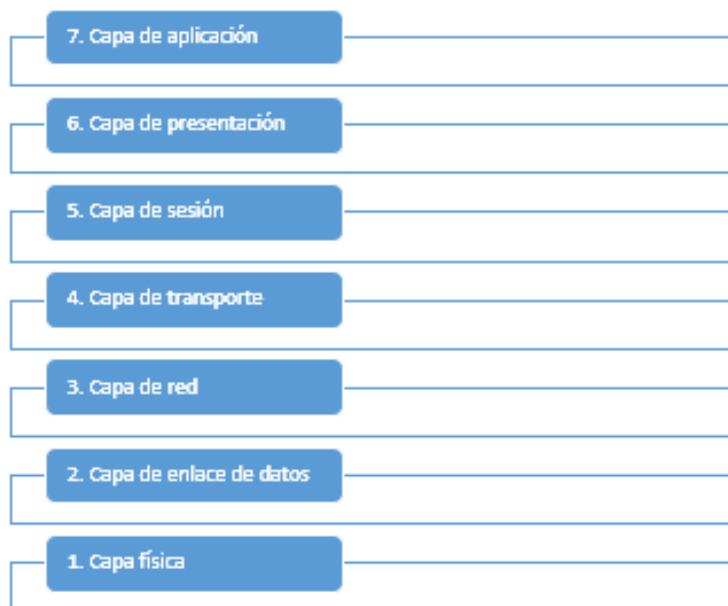 7. Capa de aplicación
6. Capa de presentación
5. Capa de sesión
4. Capa de transporte
3. Capa de red
2. Capa de enlace de datos
1. Capa física